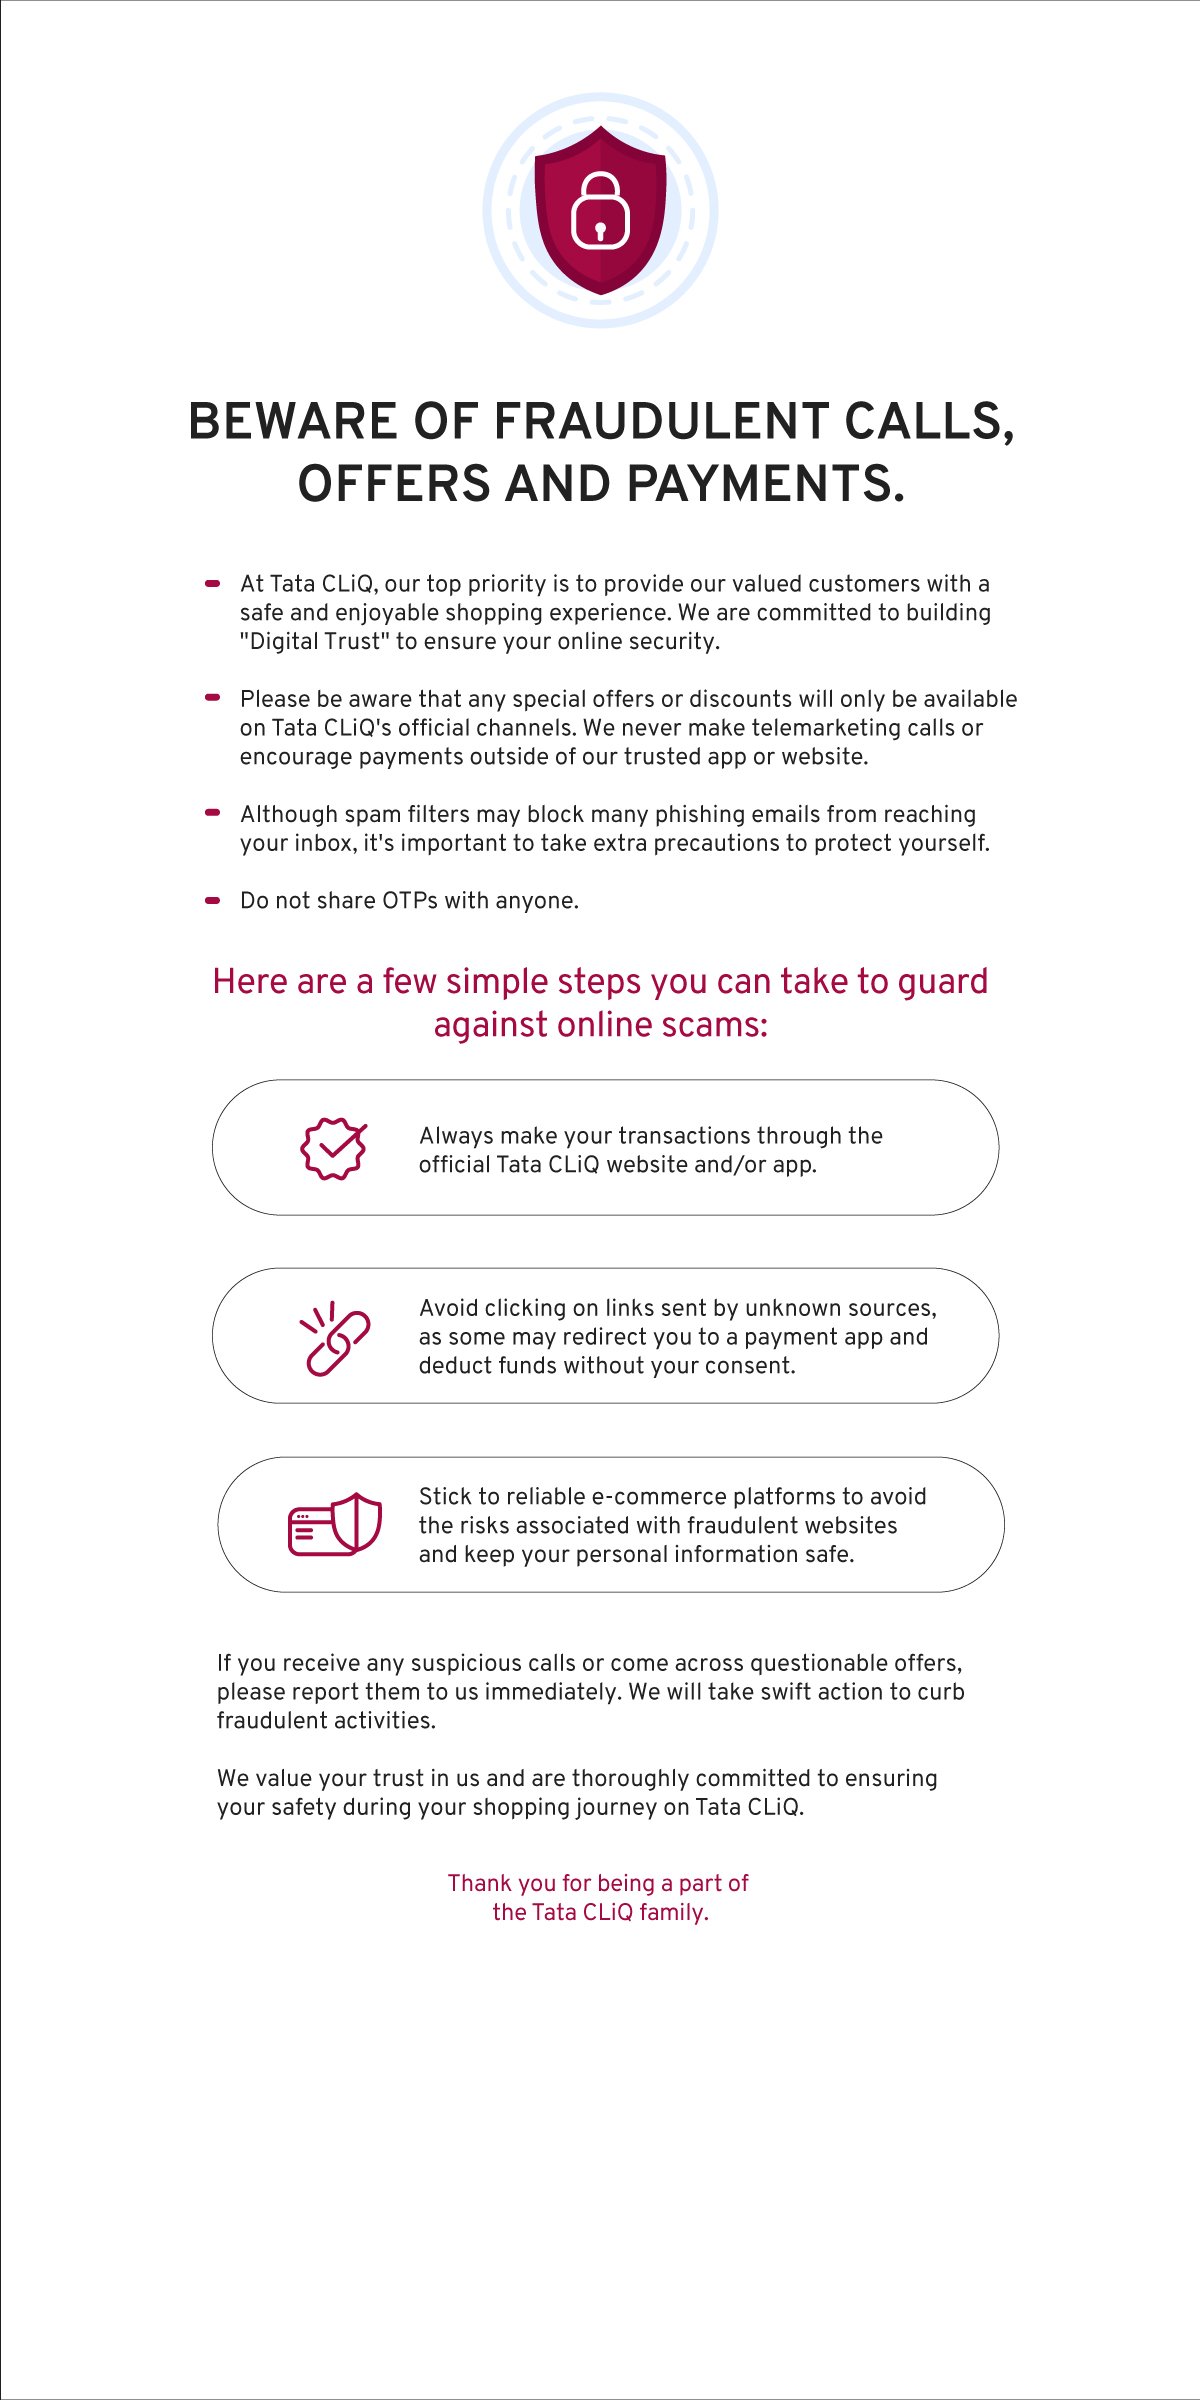 BEWARE OF FRAUDULENT CALLS,
OFFERS AND PAYMENTS.
At Tata CLiQ, our top priority is to provide our valued customers with a
safe and enjoyable shopping experience. We are committed to building
"Digital Trust" to ensure your online security.
Please be aware that any special offers or discounts will only be available
on Tata CLiQ's official channels. We never make telemarketing calls or
encourage payments outside of our trusted app or website.
Although spam filters may block many phishing emails from reaching
your inbox, it's important to take extra precautions to protect yourself.
Do not share OTPs with anyone.
Here are a few simple steps you can take to guard
against online scams:
Always make your transactions through the
official Tata CLiQ website and/or app.
Avoid clicking on links sent by unknown sources,
as some may redirect you to a payment app and
deduct funds without your consent.
Stick to reliable e-commerce platforms to avoid
the risks associated with fraudulent websites
and keep your personal information safe.
If you receive any suspicious calls or come across questionable offers,
please report them to us immediately. We will take swift action to curb
fraudulent activities.
We value your trust in us and are thoroughly committed to ensuring
your safety during your shopping journey on Tata CLiQ.
Thank you for being a part of
the Tata CLiQ family.